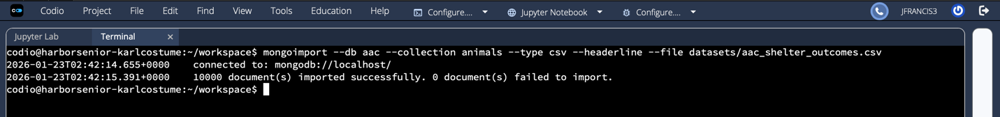 Codio Project File Edit Find View Tools Education Help Configure.... Jupyter Notebook Configure.... JFRANCIS3
Jupyter Lab Terminal ×
codio@harborsenior-karlcostume:~/workspace$ mongoimport --db aac --collection animals --type csv --headerline --file datasets/aac_shelter_outcomes.csv
2026-01-23T02:42:14.655+0000 connected to: mongodb://localhost/
2026-01-23T02:42:15.391+0000 10000 document(s) imported successfully. 0 document(s) failed to import.
codio@harborsenior-karlcostume:~/workspace$